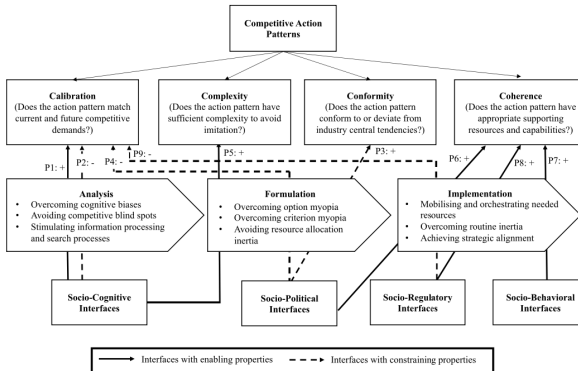 Competitive Action
Patterns
Calibration
(Does the action pattern match
current and future competitive
demands?)
Complexity
(Does the action pattern have
sufficient complexity to avoid
imitation?)
Conformity
(Does the action pattern
conform to or deviate from
industry central tendencies?)
Coherence
(Does the action pattern have
appropriate supporting
resources and capabilities?)
P1: +
P2: -
P4: -
P9: -
P5: +
P3: +
P6: +
P8: +
P7: +
Analysis
• Overcoming cognitive biases
• Avoiding competitive blind spots
• Stimulating information processing
and search processes
Formulation
• Overcoming option myopia
• Overcoming criterion myopia
• Avoiding resource allocation
inertia
Implementation
• Mobilising and orchestrating needed
resources
• Overcoming routine inertia
• Achieving strategic alignment
Socio-Cognitive
Interfaces
Socio-Political
Interfaces
Socio-Regulatory
Interfaces
Socio-Behavioral
Interfaces
Interfaces with enabling properties
Interfaces with constraining properties